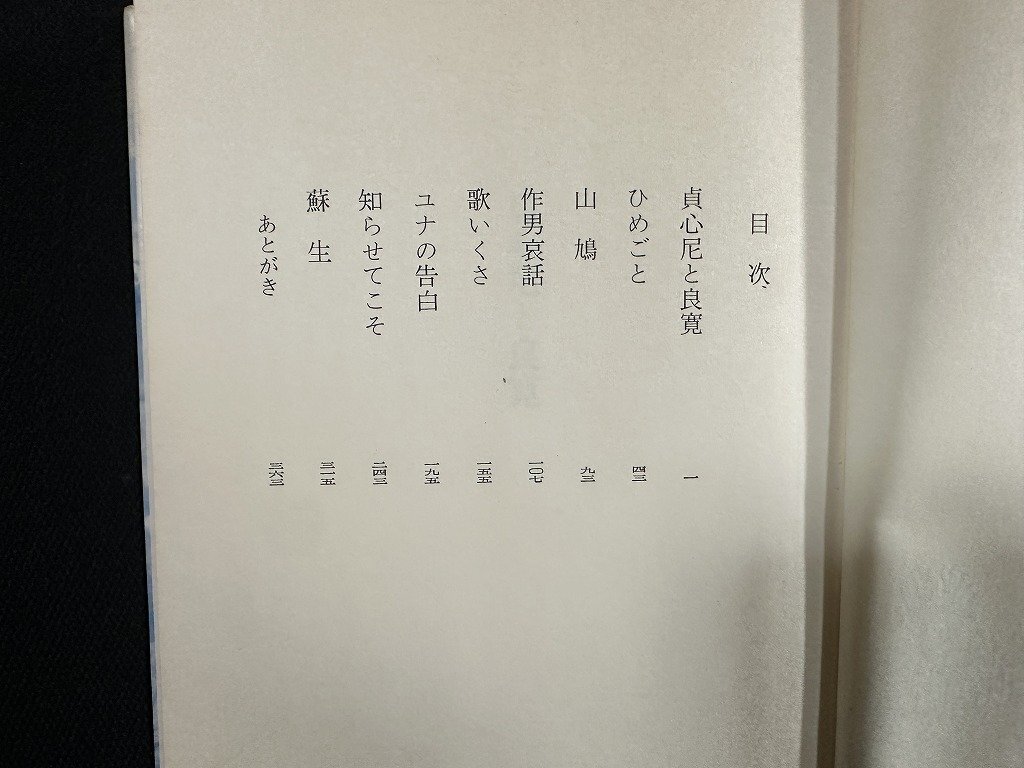 目次
貞心尼と良寛 一
ひめごと 四三
山鳩 九三
作男哀話 一〇七
歌いくさ 一五五
ユナの告白 一九五
知らせてこそ 二四三
蘇生 三一五
あとがき 三六三